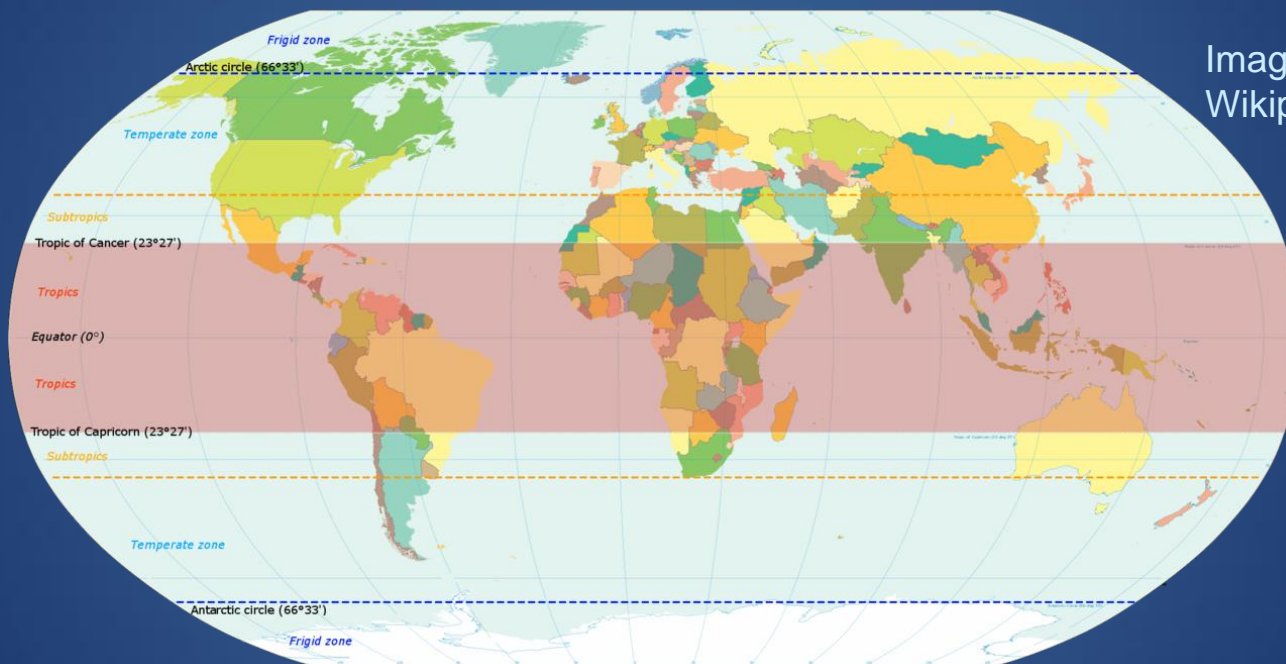 Frigid zone
Arctic circle (66°33')
Imag
Wikip
Temperate zone
Subtropics
Tropic of Cancer (23°27')
Tropics
Equator (0°)
Tropics
Tropic of Capricorn (23°27')
Subtropics
Temperate zone
Antarctic circle (66°33')
Frigid zone